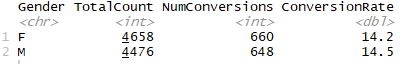 Gender TotalCount NumConversions ConversionRate
<chr> <int> <int> <dbl>
1 F 4658 660 14.2
2 M 4476 648 14.5